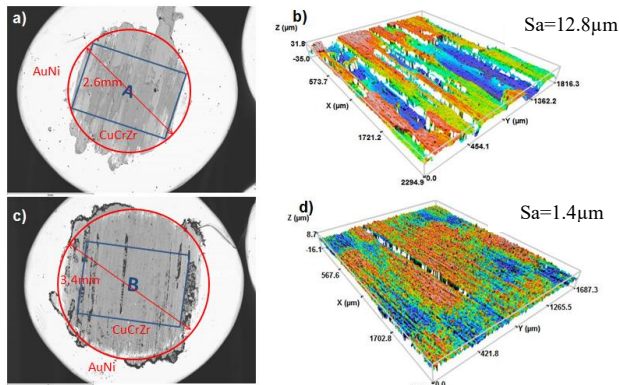 a)
AuNi
2.6mm
A
CuCrZr
b)
Sa=12.8µm
Z (µm)
31.8
-35.0
573.7
X (µm)
1721.2
2294.9
0.0
454.1
Y (µm)
1362.2
1816.3
c)
3.4mm
B
CuCrZr
AuNi
d)
Sa=1.4µm
Z (µm)
8.7
-16.1
567.6
X (µm)
1702.8
0.0
421.8
Y (µm)
1265.5
1687.3